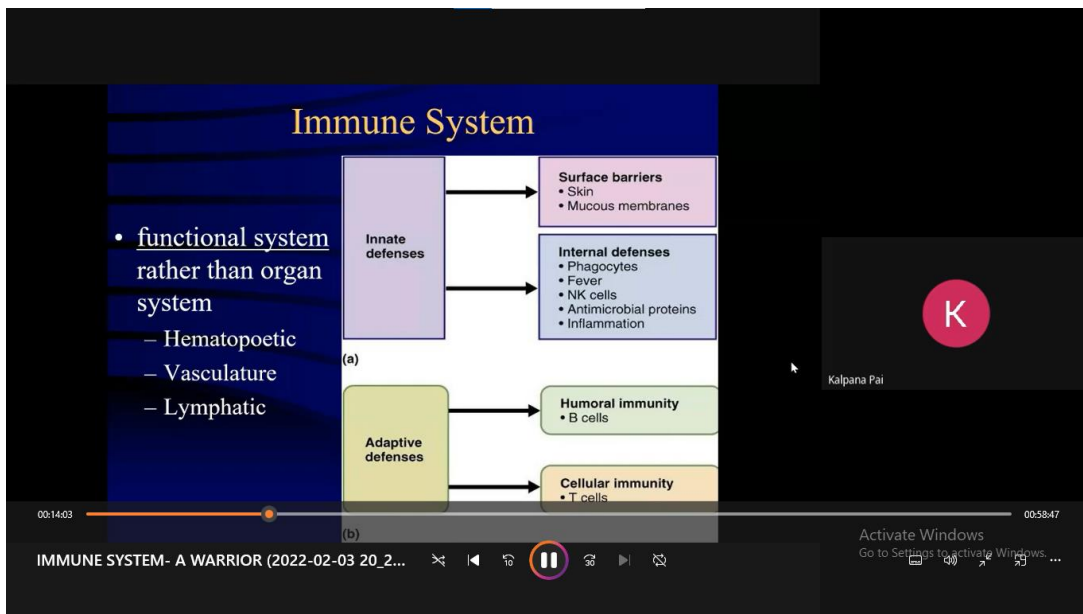 Immune System
• functional system
rather than organ
system
– Hematopoetic
– Vasculature
– Lymphatic
Innate
defenses
Surface barriers
• Skin
• Mucous membranes
Internal defenses
• Phagocytes
• Fever
• NK cells
• Antimicrobial proteins
• Inflammation
(a)
Adaptive
defenses
Humoral immunity
• B cells
Cellular immunity
• T cells
(b)
K
Kalpana Pai
00:14:03
00:58:47
IMMUNE SYSTEM- A WARRIOR (2022-02-03 20_2...
10
30
Activate Windows
Go to Settings to activate Windows.